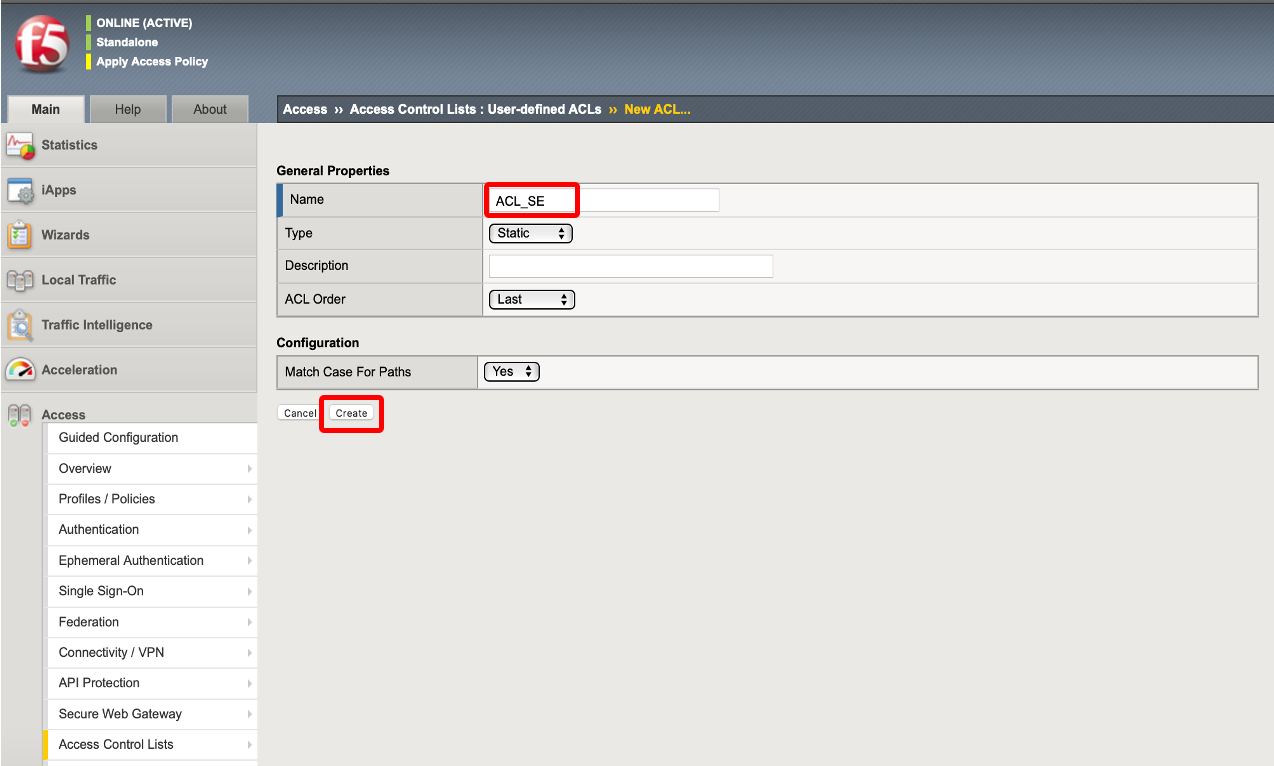 f5
ONLINE (ACTIVE)
Standalone
Apply Access Policy
Main Help About
Access ›› Access Control Lists : User-defined ACLs ›› New ACL...
Statistics
iApps
Wizards
Local Traffic
Traffic Intelligence
Acceleration
Access
Guided Configuration
Overview
Profiles / Policies
Authentication
Ephemeral Authentication
Single Sign-On
Federation
Connectivity / VPN
API Protection
Secure Web Gateway
Access Control Lists
General Properties
Name ACL_SE
Type Static
Description
ACL Order Last
Configuration
Match Case For Paths Yes
Cancel Create